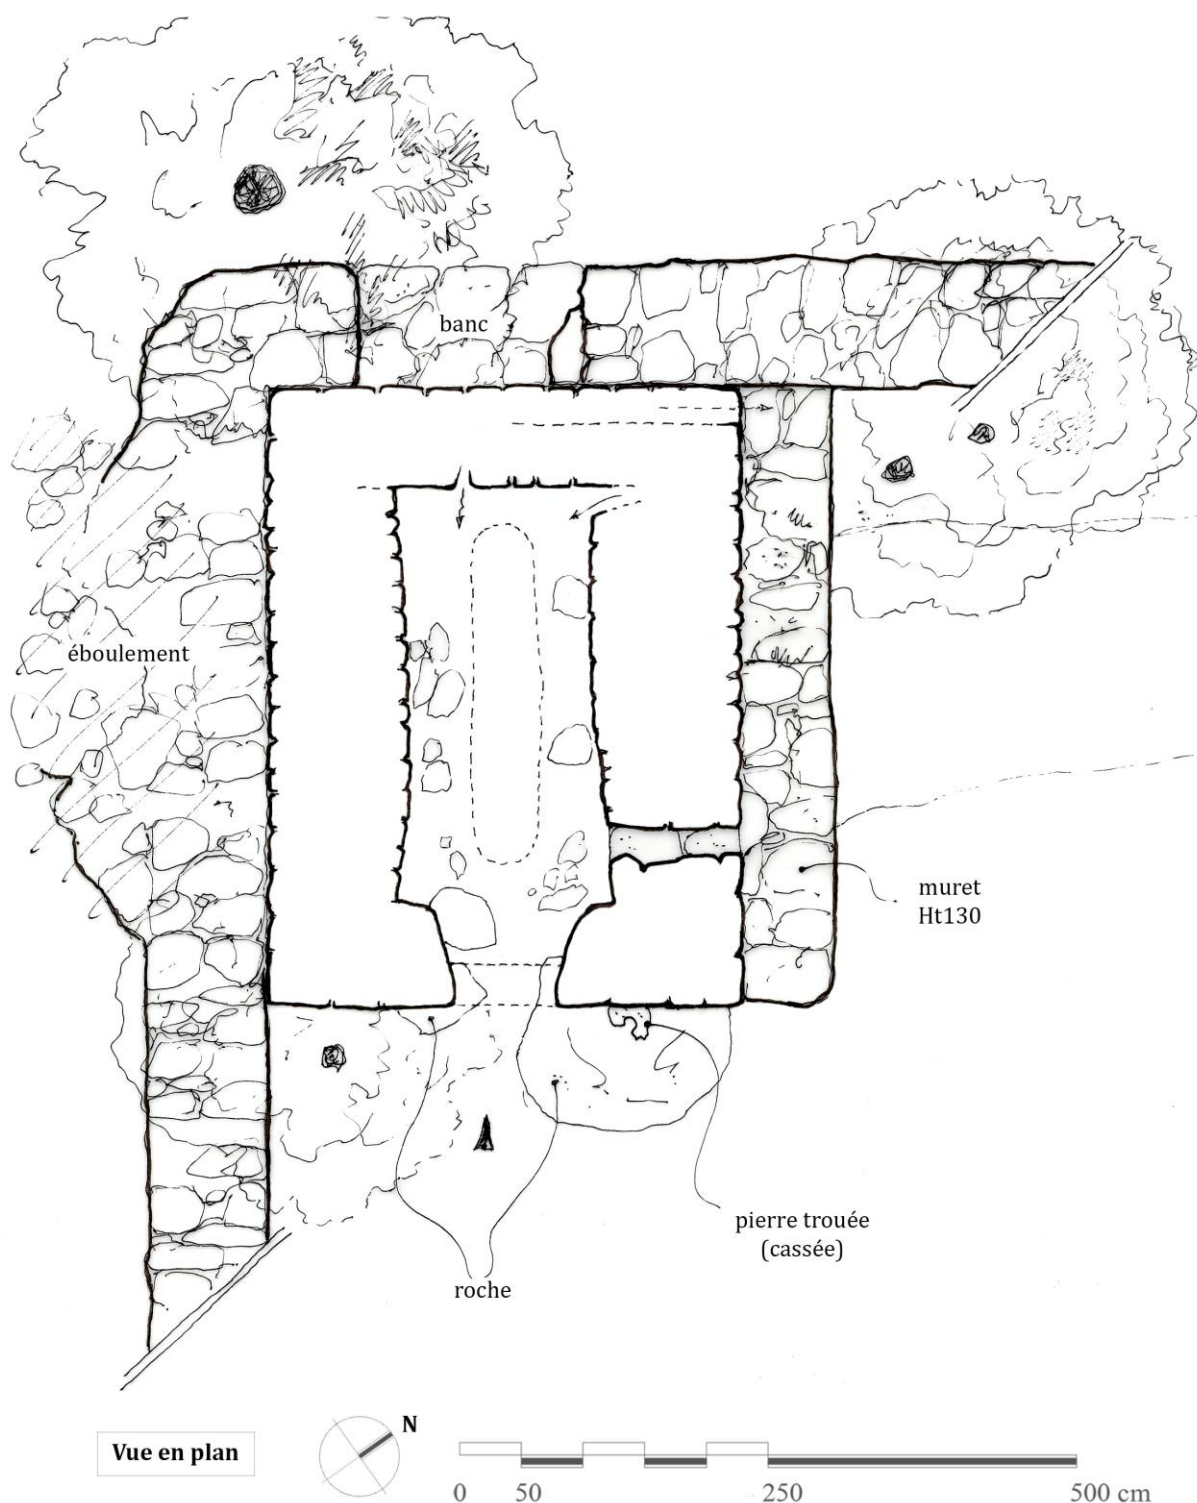 banc
éboulement
muret
Ht130
pierre trouée
(cassée)
roche
Vue en plan
N
0 50 250 500 cm